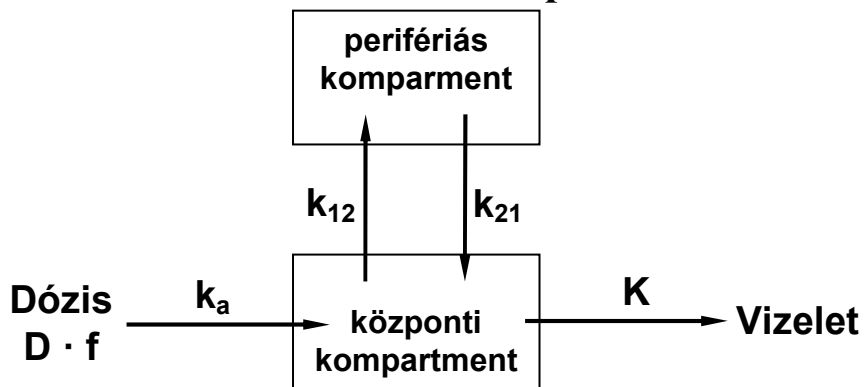 perifériás
komparment
k12
k21
Dózis
D · f
ka
központi
kompartment
K
Vizelet